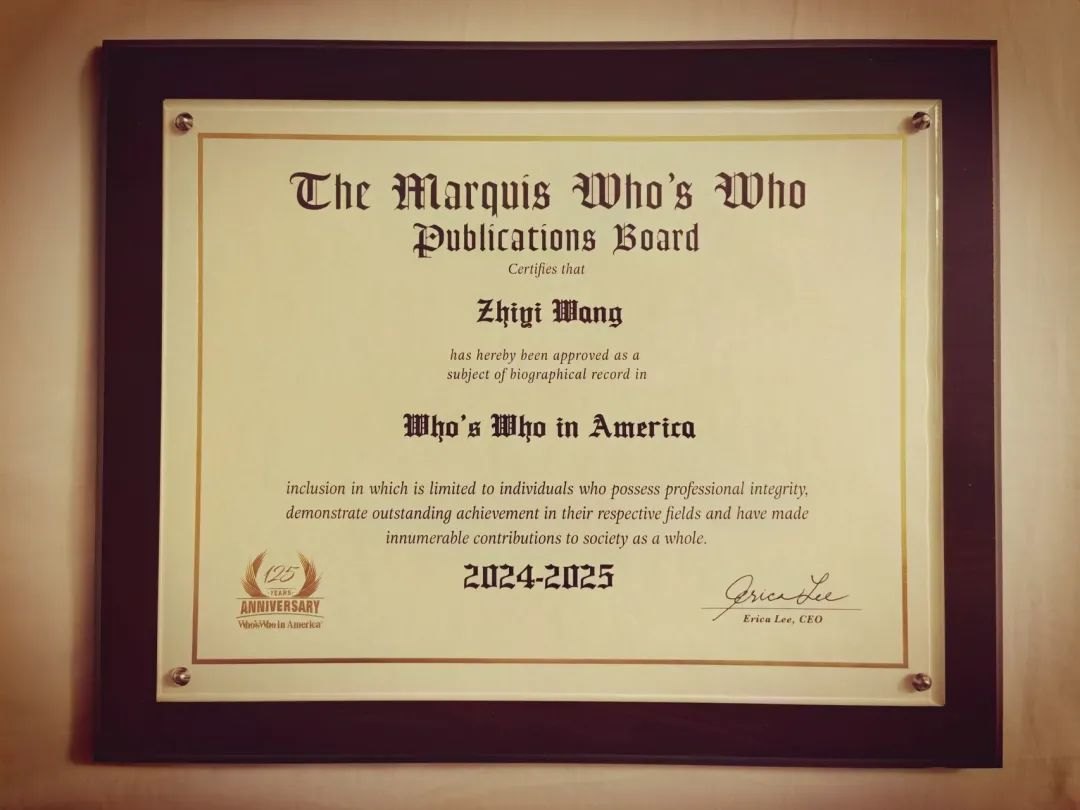 The Marquis Who's Who
Publications Board
Certifies that
Zhiyi Wang
has hereby been approved as a
subject of biographical record in
Who's Who in America
inclusion in which is limited to individuals who possess professional integrity,
demonstrate outstanding achievement in their respective fields and have made
innumerable contributions to society as a whole.
2024-2025
125
YEARS
ANNIVERSARY
Who'sWho in America®
Erica Lee
Erica Lee, CEO